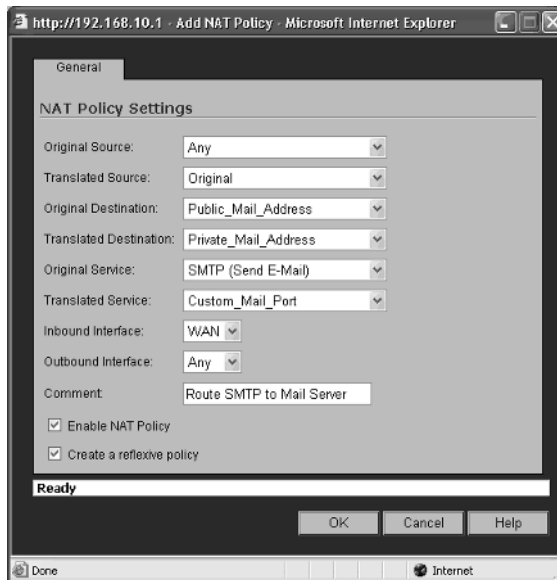 http://192.168.10.1 - Add NAT Policy - Microsoft Internet Explorer
General
NAT Policy Settings
Original Source: Any
Translated Source: Original
Original Destination: Public_Mail_Address
Translated Destination: Private_Mail_Address
Original Service: SMTP (Send E-Mail)
Translated Service: Custom_Mail_Port
Inbound Interface: WAN
Outbound Interface: Any
Comment: Route SMTP to Mail Server
Enable NAT Policy
Create a reflexive policy
Ready
OK Cancel Help
Done Internet